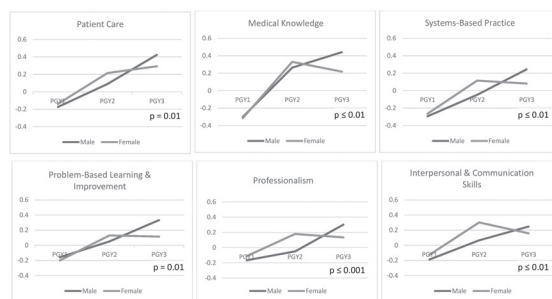 Patient Care
0.6
0.4
0.2
0
-0.2
-0.4
PGY1 PGY2 PGY3
p = 0.01
Male Female
Medical Knowledge
0.6
0.4
0.2
0
-0.2
-0.4
PGY1 PGY2 PGY3
p ≤ 0.01
Male Female
Systems-Based Practice
0.6
0.4
0.2
0
-0.2
-0.4
PGY1 PGY2 PGY3
p ≤ 0.01
Male Female
Problem-Based Learning &
Improvement
0.6
0.4
0.2
0
-0.2
-0.4
PGY2 PGY3
p = 0.01
Male Female
Professionalism
0.6
0.4
0.2
0
-0.2
-0.4
PGY2 PGY3
p ≤ 0.001
Male Female
Interpersonal & Communication
Skills
0.6
0.4
0.2
0
-0.2
-0.4
PGY2 PGY3
p ≤ 0.01
Male Female